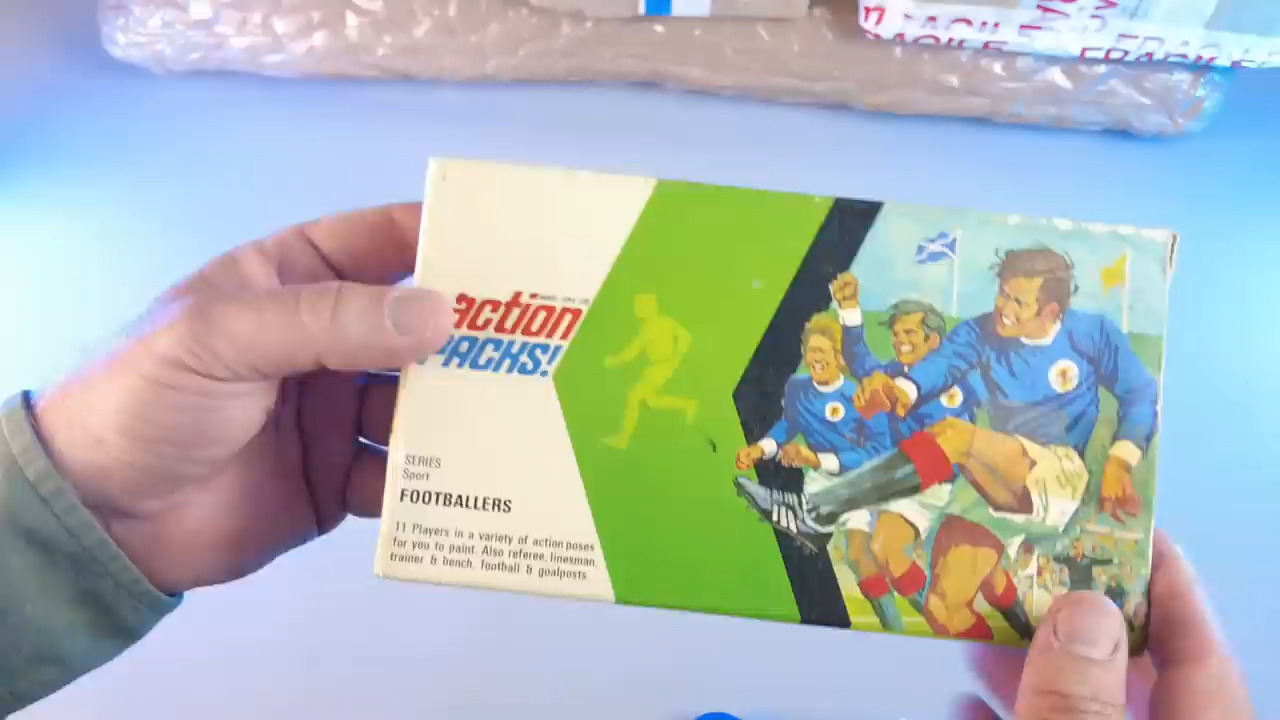 FRAGILE
action
PACKS!
SERIES
Sport
FOOTBALLERS
11 Players in a variety of action poses
for you to paint. Also referee, linesman,
trainer & bench, football & goalposts